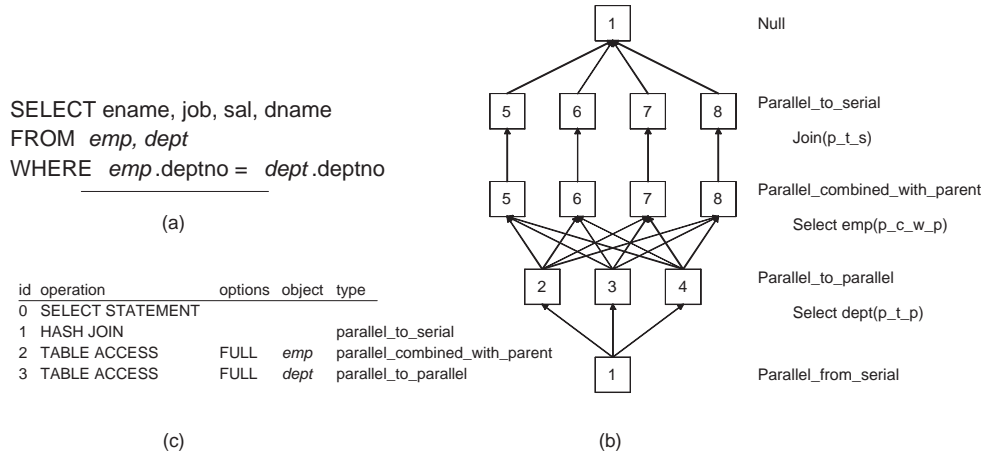 SELECT ename, job, sal, dname
FROM emp, dept
WHERE emp.deptno = dept.deptno
(a)
id operation options object type
0 SELECT STATEMENT
1 HASH JOIN parallel_to_serial
2 TABLE ACCESS FULL emp parallel_combined_with_parent
3 TABLE ACCESS FULL dept parallel_to_parallel
(c)
1 Null
5 6 7 8 Parallel_to_serial
Join(p_t_s)
5 6 7 8 Parallel_combined_with_parent
Select emp(p_c_w_p)
2 3 4 Parallel_to_parallel
Select dept(p_t_p)
1 Parallel_from_serial
(b)